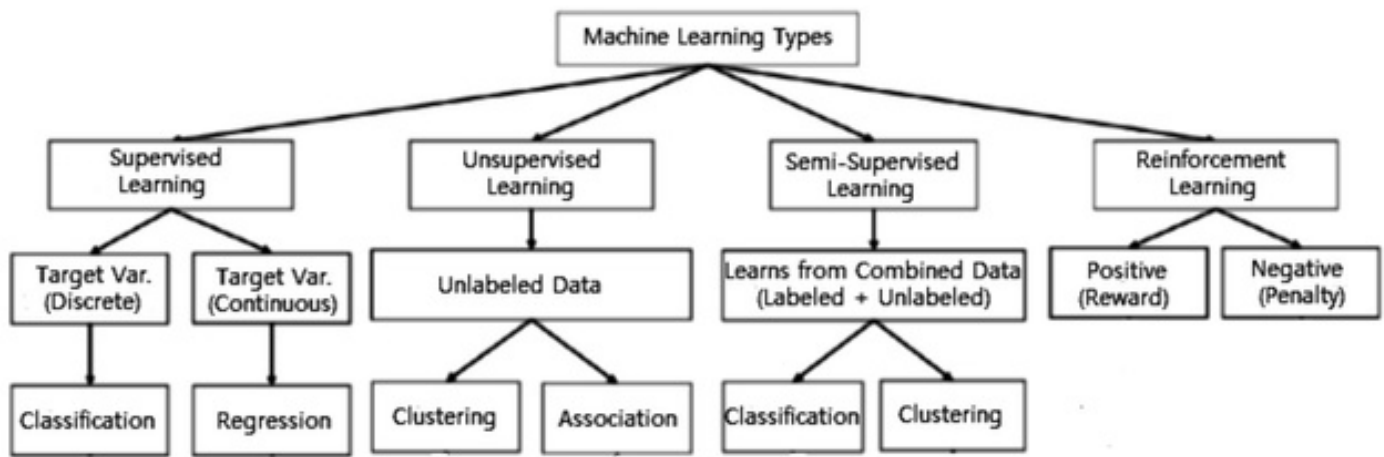 Machine Learning Types
Supervised
Learning
Unsupervised
Learning
Semi-Supervised
Learning
Reinforcement
Learning
Target Var.
(Discrete)
Target Var.
(Continuous)
Unlabeled Data
Learns from Combined Data
(Labeled + Unlabeled)
Positive
(Reward)
Negative
(Penalty)
Classification
Regression
Clustering
Association
Classification
Clustering